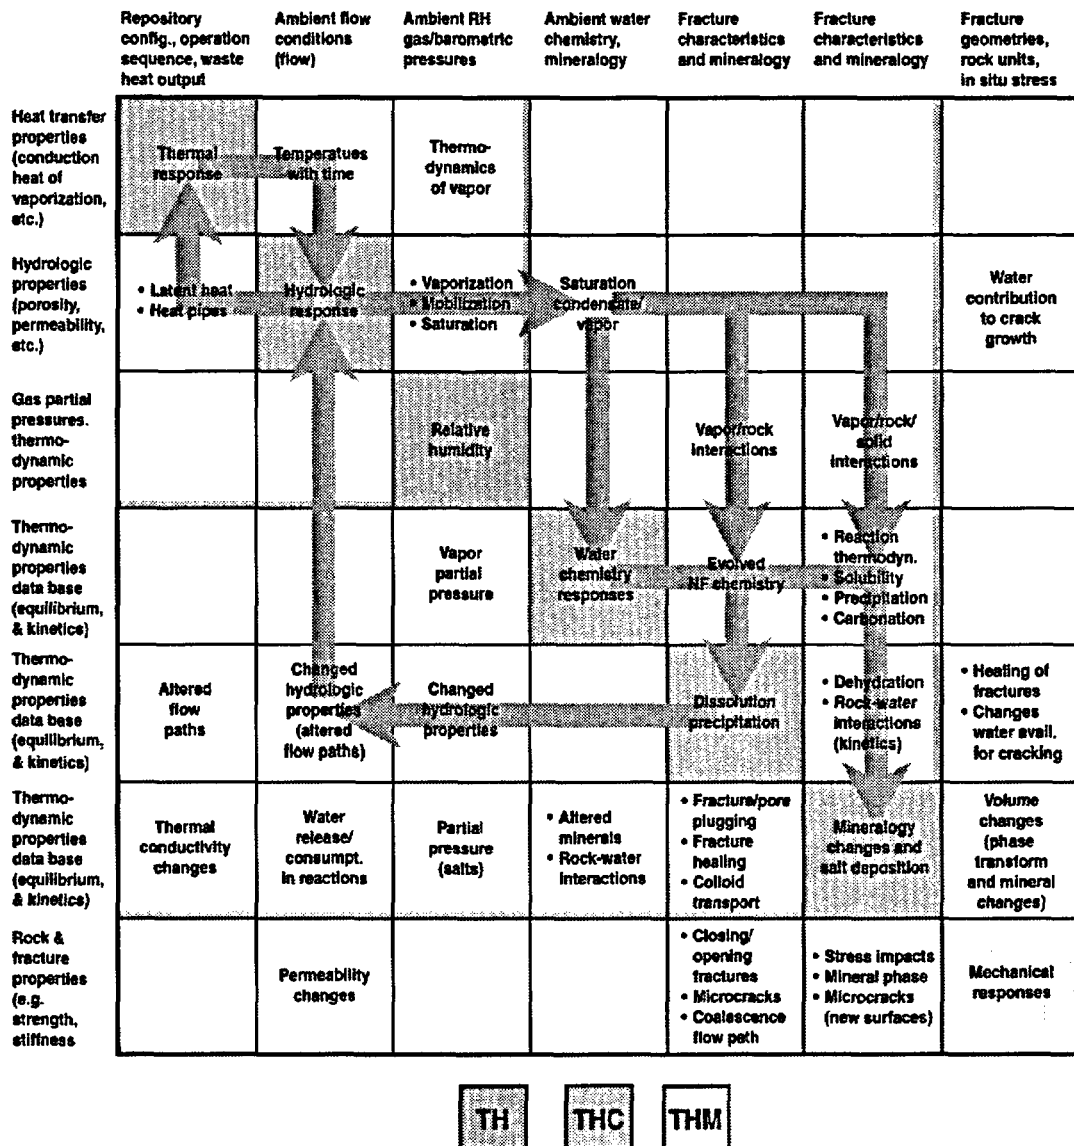 Repository
config., operation
sequence, waste
heat output
Ambient flow
conditions
(flow)
Ambient RH
gas/barometric
pressures
Ambient water
chemistry,
mineralogy
Fracture
characteristics
and mineralogy
Fracture
characteristics
and mineralogy
Fracture
geometries,
rock units,
in situ stress
Heat transfer
properties
(conduction
heat of
vaporization,
etc.)
Thermal
response
Temperatues
with time
Thermo-
dynamics
of vapor
Hydrologic
properties
(porosity,
permeability,
etc.)
• Latent heat
• Heat pipes
Hydrologic
response
• Vaporization
• Mobilization
• Saturation
Saturation
condensate/
vapor
Water
contribution
to crack
growth
Gas partial
pressures.
thermo-
dynamic
properties
Relative
humidity
Vapor/rock
interactions
Vapor/rock/
solid
interactions
Thermo-
dynamic
properties
data base
(equilibrium,
& kinetics)
Vapor
partial
pressure
Water
chemistry
responses
Evolved
NF chemistry
• Reaction
thermodyn.
• Solubility
• Precipitation
• Carbonation
Thermo-
dynamic
properties
data base
(equilibrium,
& kinetics)
Altered
flow
paths
Changed
hydrologic
properties
(altered
flow paths)
Changed
hydrologic
properties
Dissolution
precipitation
• Dehydration
• Rock-water
interactions
(kinetics)
• Healing of
fractures
• Changes
water avail.
for cracking
Thermo-
dynamic
properties
data base
(equilibrium,
& kinetics)
Thermal
conductivity
changes
Water
release/
consumpt.
in reactions
Partial
pressure
(salts)
• Altered
minerals
• Rock-water
interactions
• Fracture/pore
plugging
• Fracture
healing
• Colloid
transport
Mineralogy
changes and
salt deposition
Volume
changes
(phase
transform
and mineral
changes)
Rock &
fracture
properties
(e.g.
strength,
stiffness
Permeability
changes
• Closing/
opening
fractures
• Microcracks
• Coalescence
flow path
• Stress impacts
• Mineral phase
• Microcracks
(new surfaces)
Mechanical
responses
TH
THC
THM